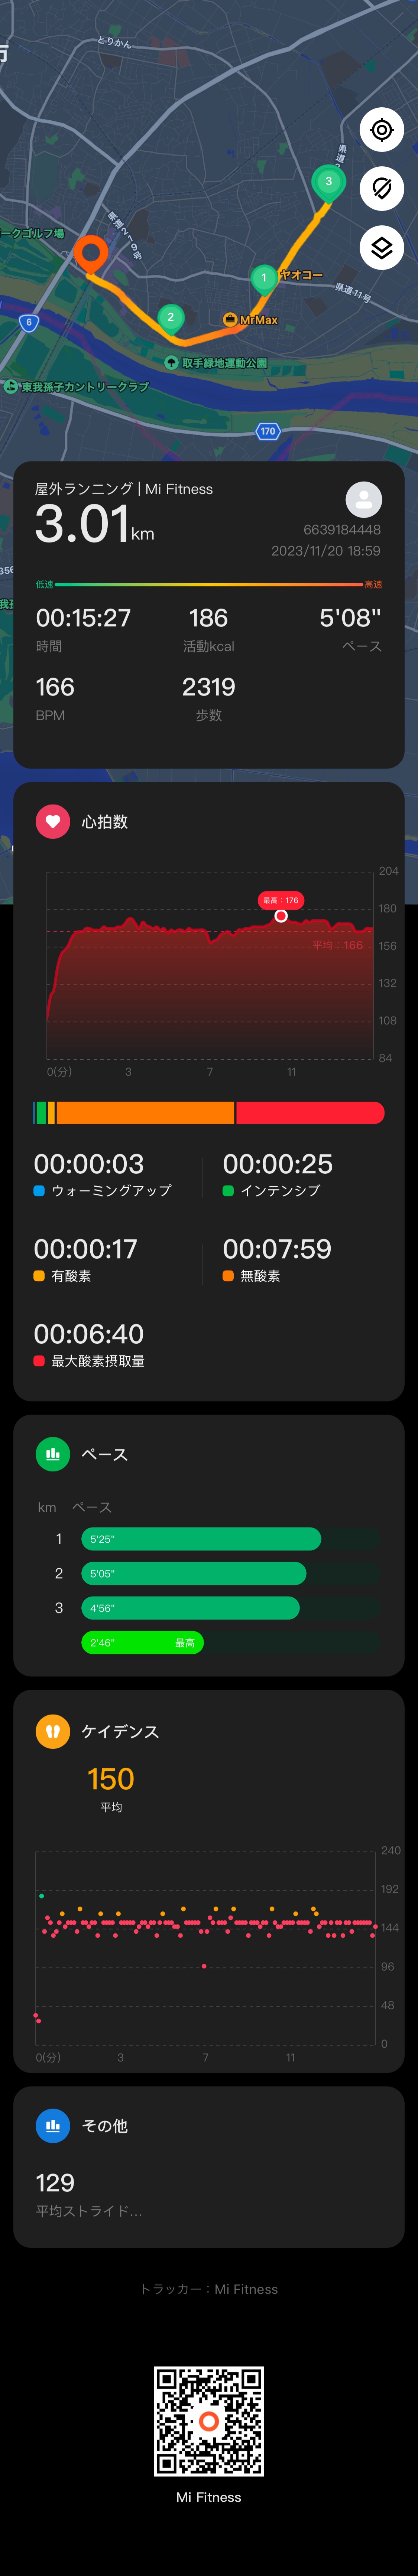 市
とりかん
県道
3
県道219号
ークゴルフ場
1
ヤオコー
県道11号
2
MrMax
6
取手緑地運動公園
東我孫子カントリークラブ
170
屋外ランニング | Mi Fitness
3.01km
6639184448
2023/11/20 18:59
低速
高速
00:15:27
186
5'08"
時間
活動kcal
ペース
166
2319
BPM
歩数
心拍数
204
最高：176
180
平均：166
156
132
108
84
0(分)
3
7
11
00:00:03
00:00:25
ウォーミングアップ
インテンシブ
00:00:17
00:07:59
有酸素
無酸素
00:06:40
最大酸素摂取量
ペース
km ペース
1 5'25"
2 5'05"
3 4'56"
2'46" 最高
ケイデンス
150
平均
240
192
144
96
48
0
0(分)
3
7
11
その他
129
平均ストライド...
トラッカー：Mi Fitness
Mi Fitness